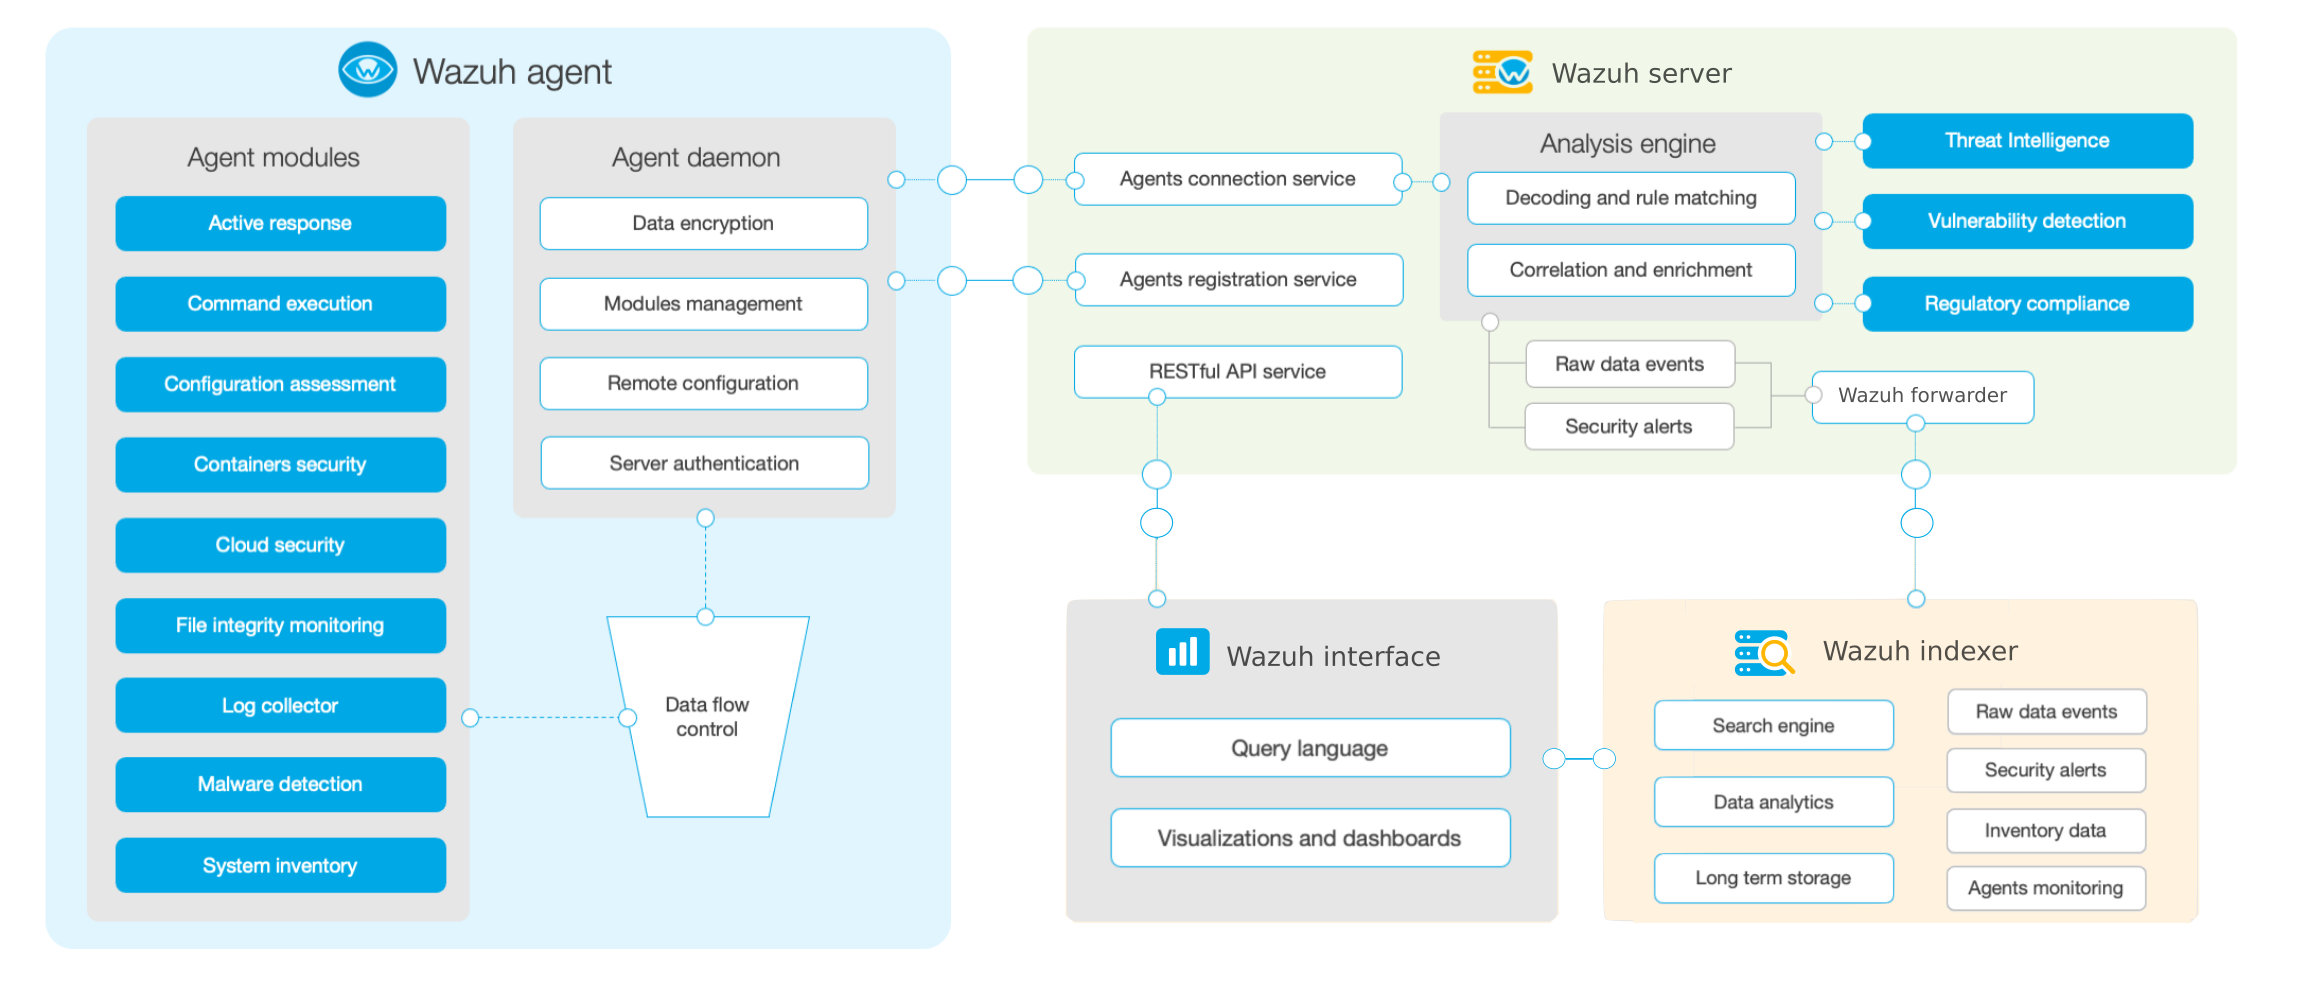 Wazuh agent
Agent modules
Active response
Command execution
Configuration assessment
Containers security
Cloud security
File integrity monitoring
Log collector
Malware detection
System inventory
Agent daemon
Data encryption
Modules management
Remote configuration
Server authentication
Data flow
control
Wazuh server
Agents connection service
Agents registration service
RESTful API service
Analysis engine
Decoding and rule matching
Correlation and enrichment
Threat Intelligence
Vulnerability detection
Regulatory compliance
Raw data events
Security alerts
Wazuh forwarder
Wazuh interface
Query language
Visualizations and dashboards
Wazuh indexer
Search engine
Data analytics
Long term storage
Raw data events
Security alerts
Inventory data
Agents monitoring